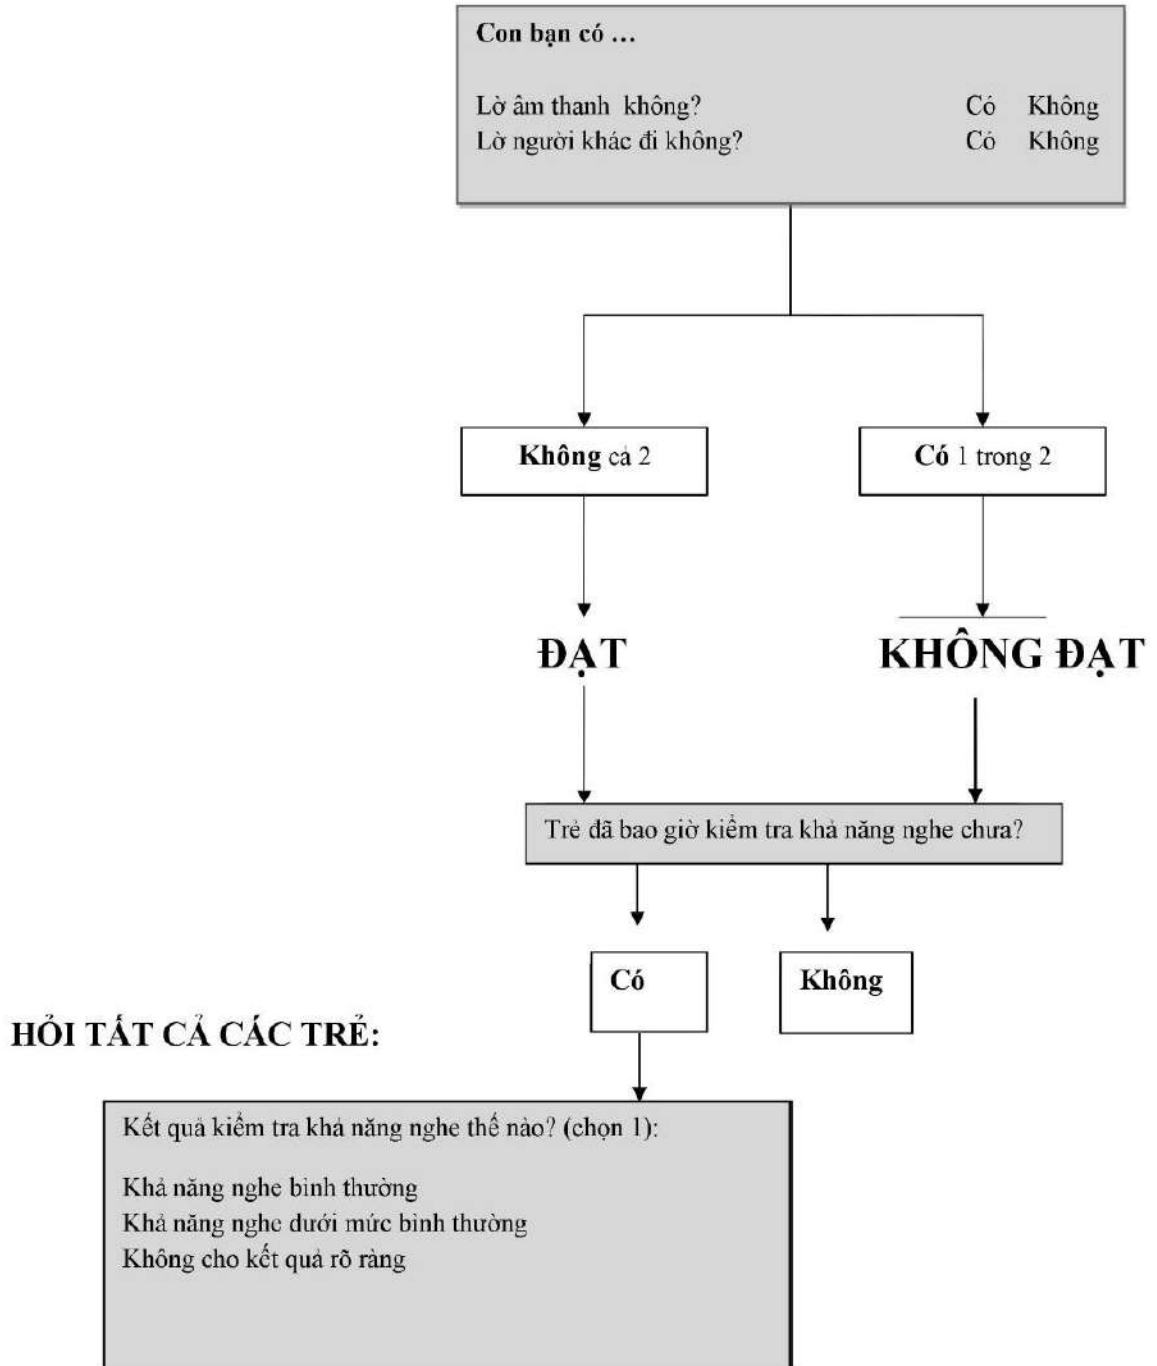 Con bạn có ...
Lờ âm thanh không? Có Không
Lờ người khác đi không? Có Không
Không cả 2
Có 1 trong 2
ĐẠT
KHÔNG ĐẠT
Trẻ đã bao giờ kiểm tra khả năng nghe chưa?
Có
Không
HỎI TẤT CẢ CÁC TRẺ:
Kết quả kiểm tra khả năng nghe thế nào? (chọn 1):
Khả năng nghe bình thường
Khả năng nghe dưới mức bình thường
Không cho kết quả rõ ràng